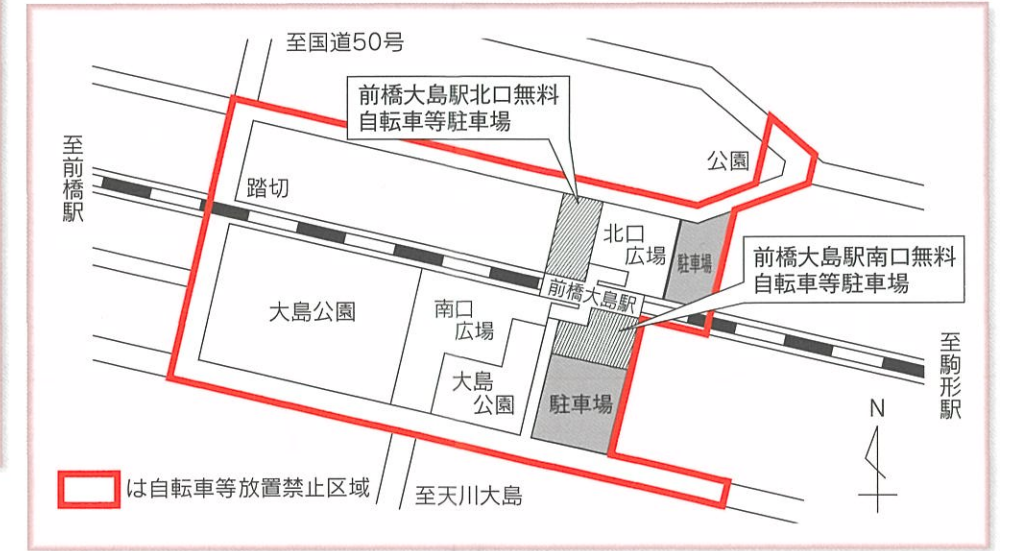 至国道50号
前橋大島駅北口無料
自転車等駐車場
至前橋駅
公園
踏切
北口
広場
駐車場
前橋大島駅南口無料
自転車等駐車場
前橋大島駅
大島公園
南口
広場
大島
公園
駐車場
至駒形駅
N
は自転車等放置禁止区域
至天川大島